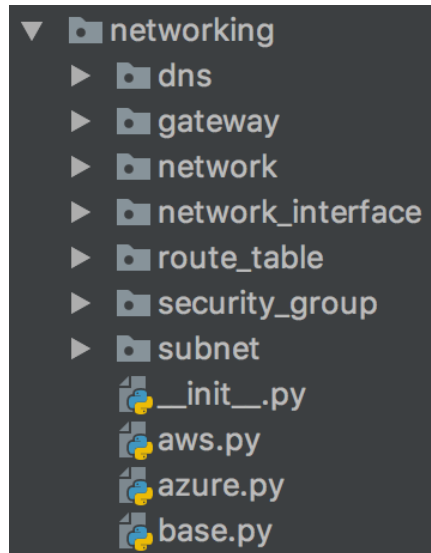 networking
dns
gateway
network
network_interface
route_table
security_group
subnet
__init__.py
aws.py
azure.py
base.py